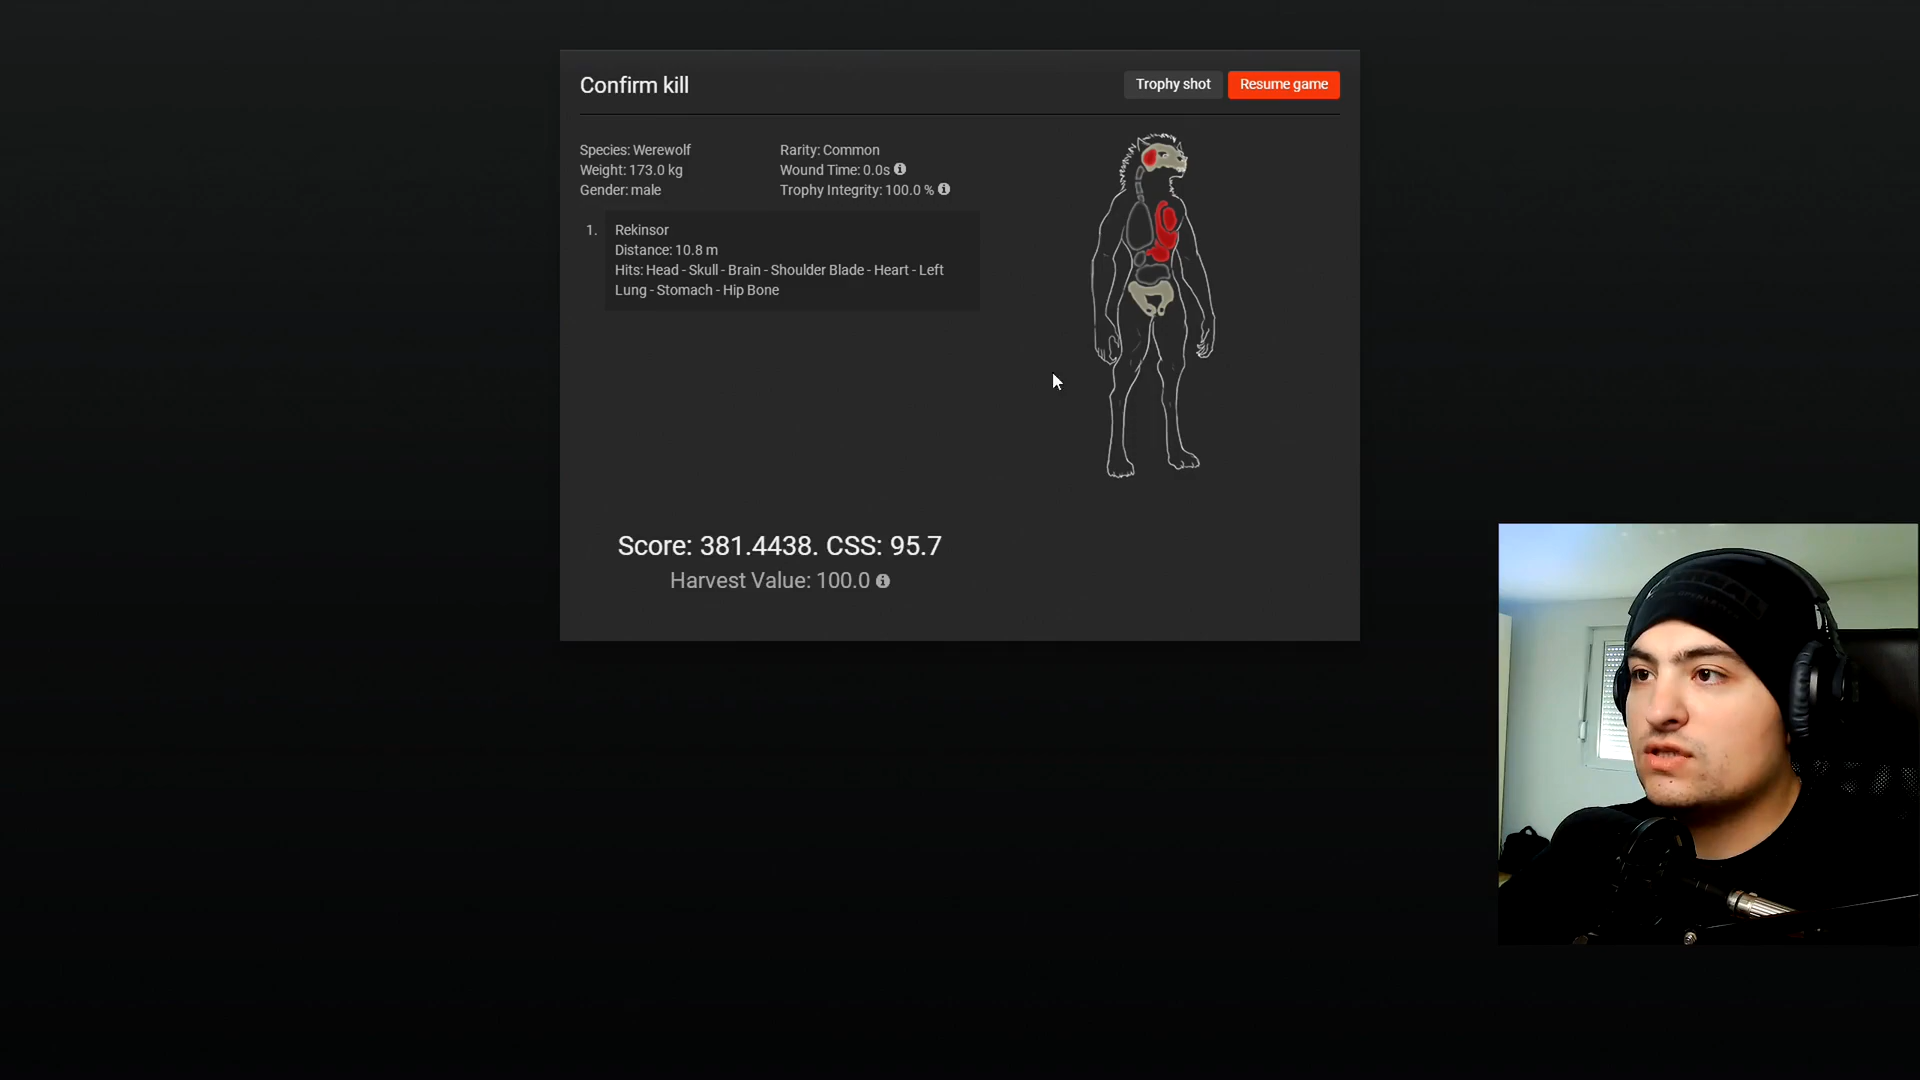 Confirm kill
Trophy shot
Resume game
Species: Werewolf
Weight: 173.0 kg
Gender: male
Rarity: Common
Wound Time: 0.0s
Trophy Integrity: 100.0 %
1.
Rekinsor
Distance: 10.8 m
Hits: Head - Skull - Brain - Shoulder Blade - Heart - Left
Lung - Stomach - Hip Bone
Score: 381.4438. CSS: 95.7
Harvest Value: 100.0